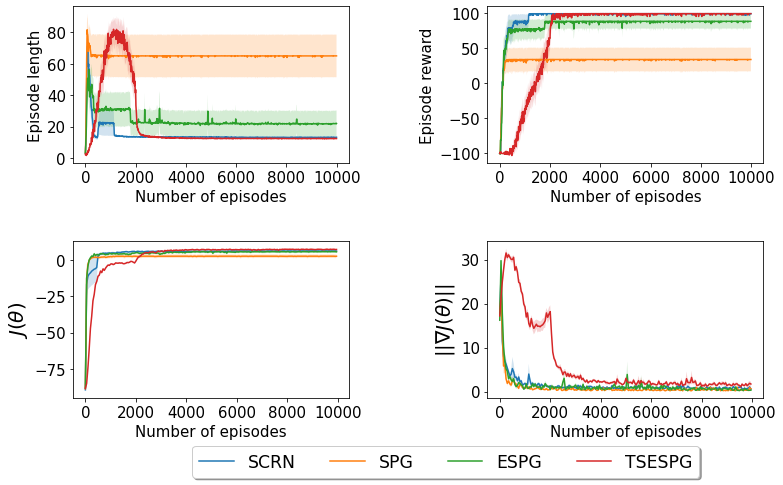 Episode length
80
60
40
20
0
0 2000 4000 6000 8000 10000
Number of episodes
Episode reward
100
50
0
−50
−100
0 2000 4000 6000 8000 10000
Number of episodes
J(θ)
0
−25
−50
−75
0 2000 4000 6000 8000 10000
Number of episodes
||∇J(θ)||
30
20
10
0
0 2000 4000 6000 8000 10000
Number of episodes
SCRN SPG ESPG TSESPG